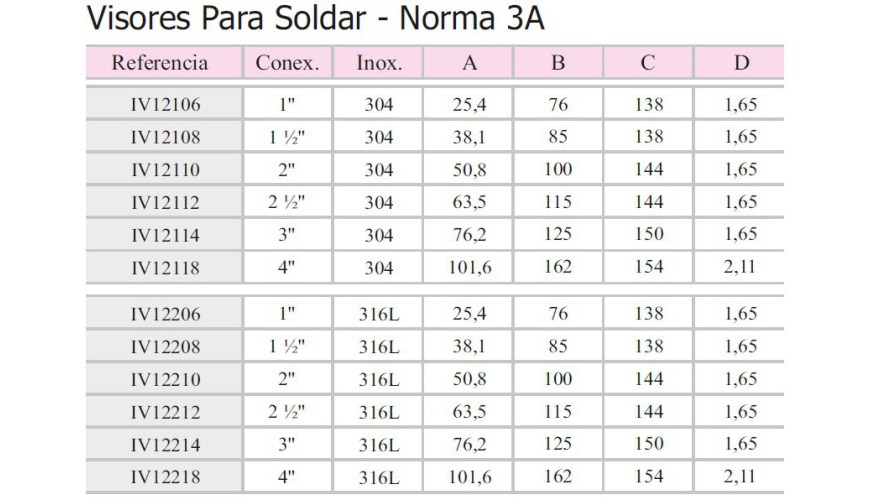 Visores Para Soldar - Norma 3A
Referencia Conex. Inox. A B C D
IV12106 1" 304 25,4 76 138 1,65
IV12108 1 ½" 304 38,1 85 138 1,65
IV12110 2" 304 50,8 100 144 1,65
IV12112 2 ½" 304 63,5 115 144 1,65
IV12114 3" 304 76,2 125 150 1,65
IV12118 4" 304 101,6 162 154 2,11
IV12206 1" 316L 25,4 76 138 1,65
IV12208 1 ½" 316L 38,1 85 138 1,65
IV12210 2" 316L 50,8 100 144 1,65
IV12212 2 ½" 316L 63,5 115 144 1,65
IV12214 3" 316L 76,2 125 150 1,65
IV12218 4" 316L 101,6 162 154 2,11